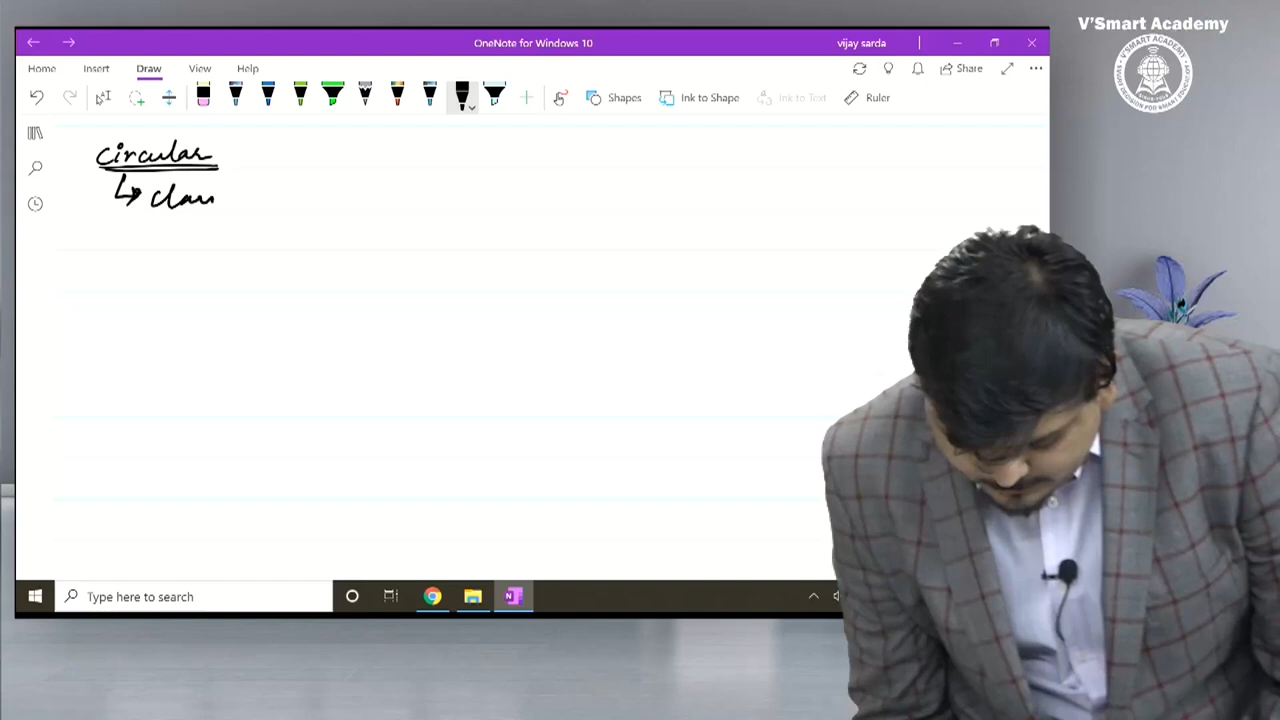 V'Smart Academy
OneNote for Windows 10
vijay sarda
Home Insert Draw View Help
Share
Shapes Ink to Shape Ink to Text Ruler
circular
Type here to search